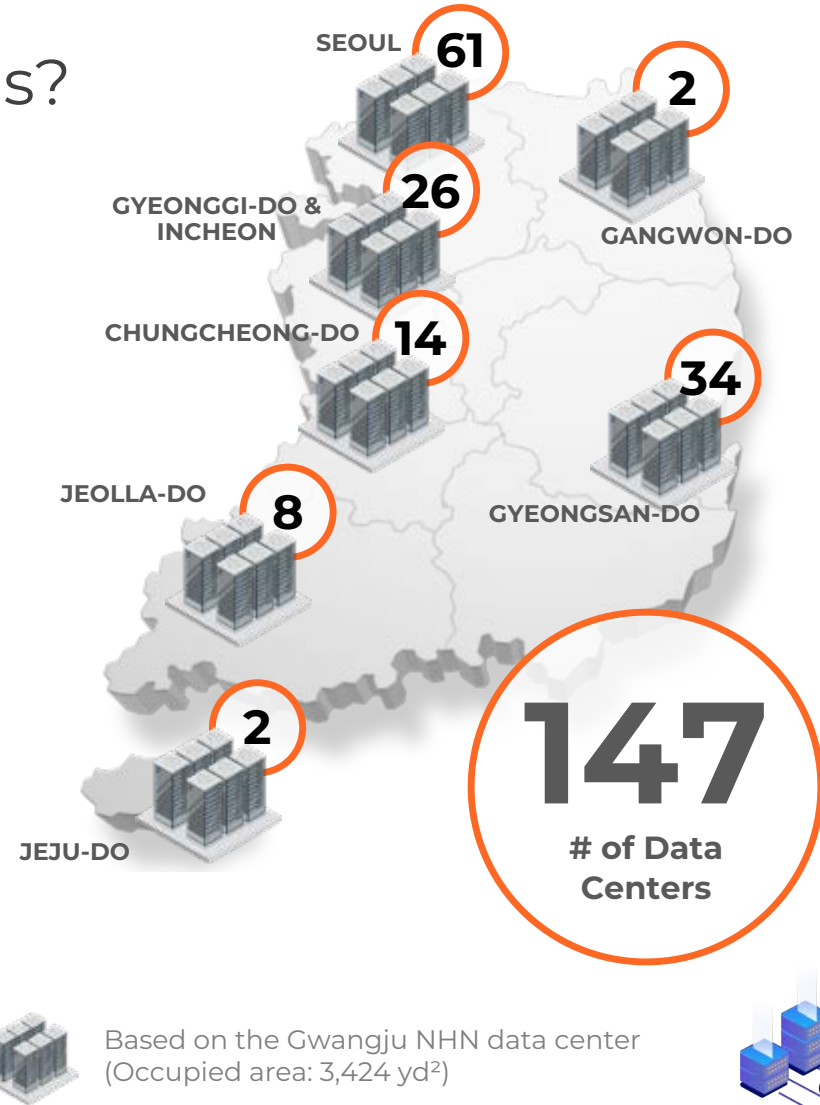 s?
SEOUL
61
2
GANGWON-DO
GYEONGGI-DO &
INCHEON
26
CHUNGCHEONG-DO
14
34
GYEONGSAN-DO
JEOLLA-DO
8
2
JEJU-DO
147
# of Data
Centers
Based on the Gwangju NHN data center
(Occupied area: 3,424 yd²)